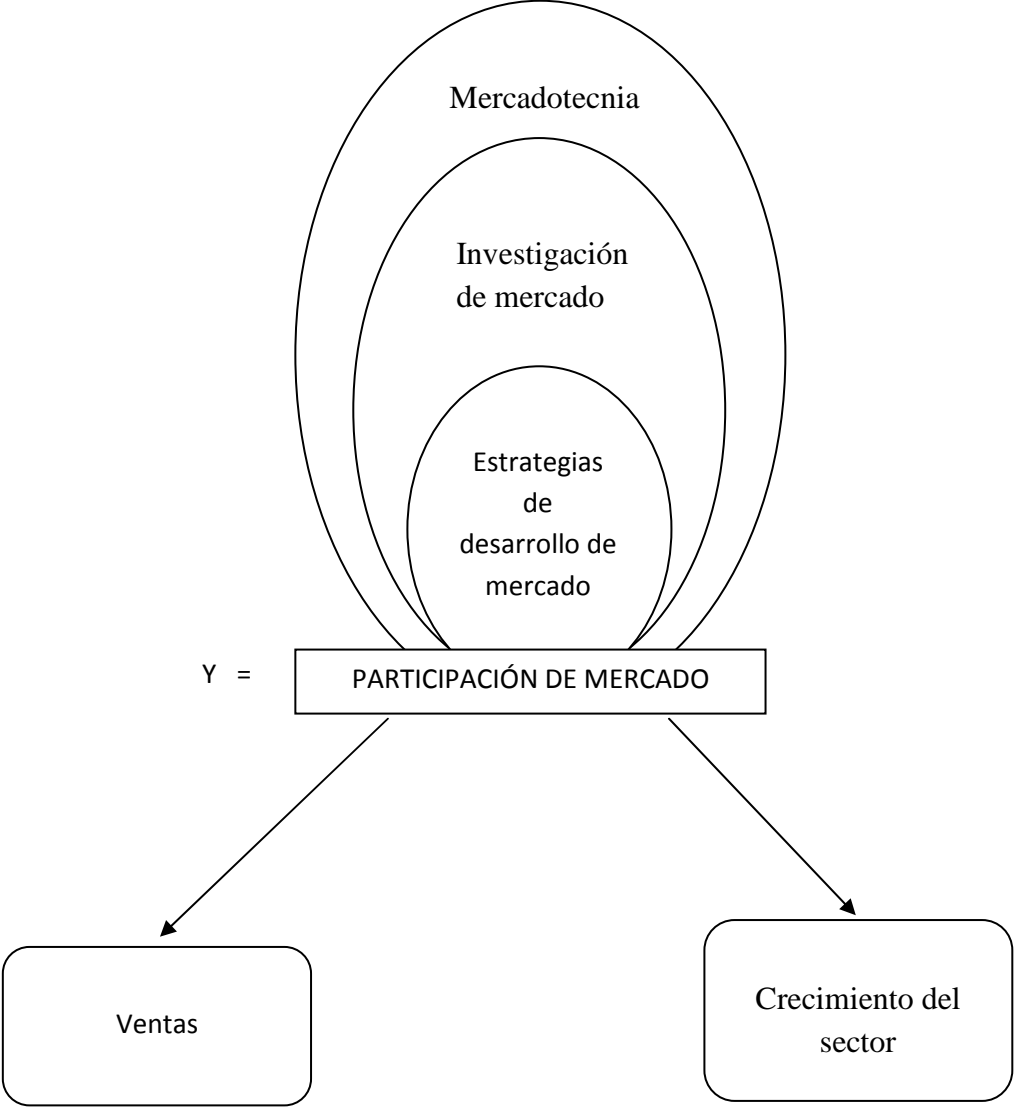 Mercadotecnia
Investigación
de mercado
Estrategias
de
desarrollo de
mercado
Y =
PARTICIPACIÓN DE MERCADO
Ventas
Crecimiento del
sector